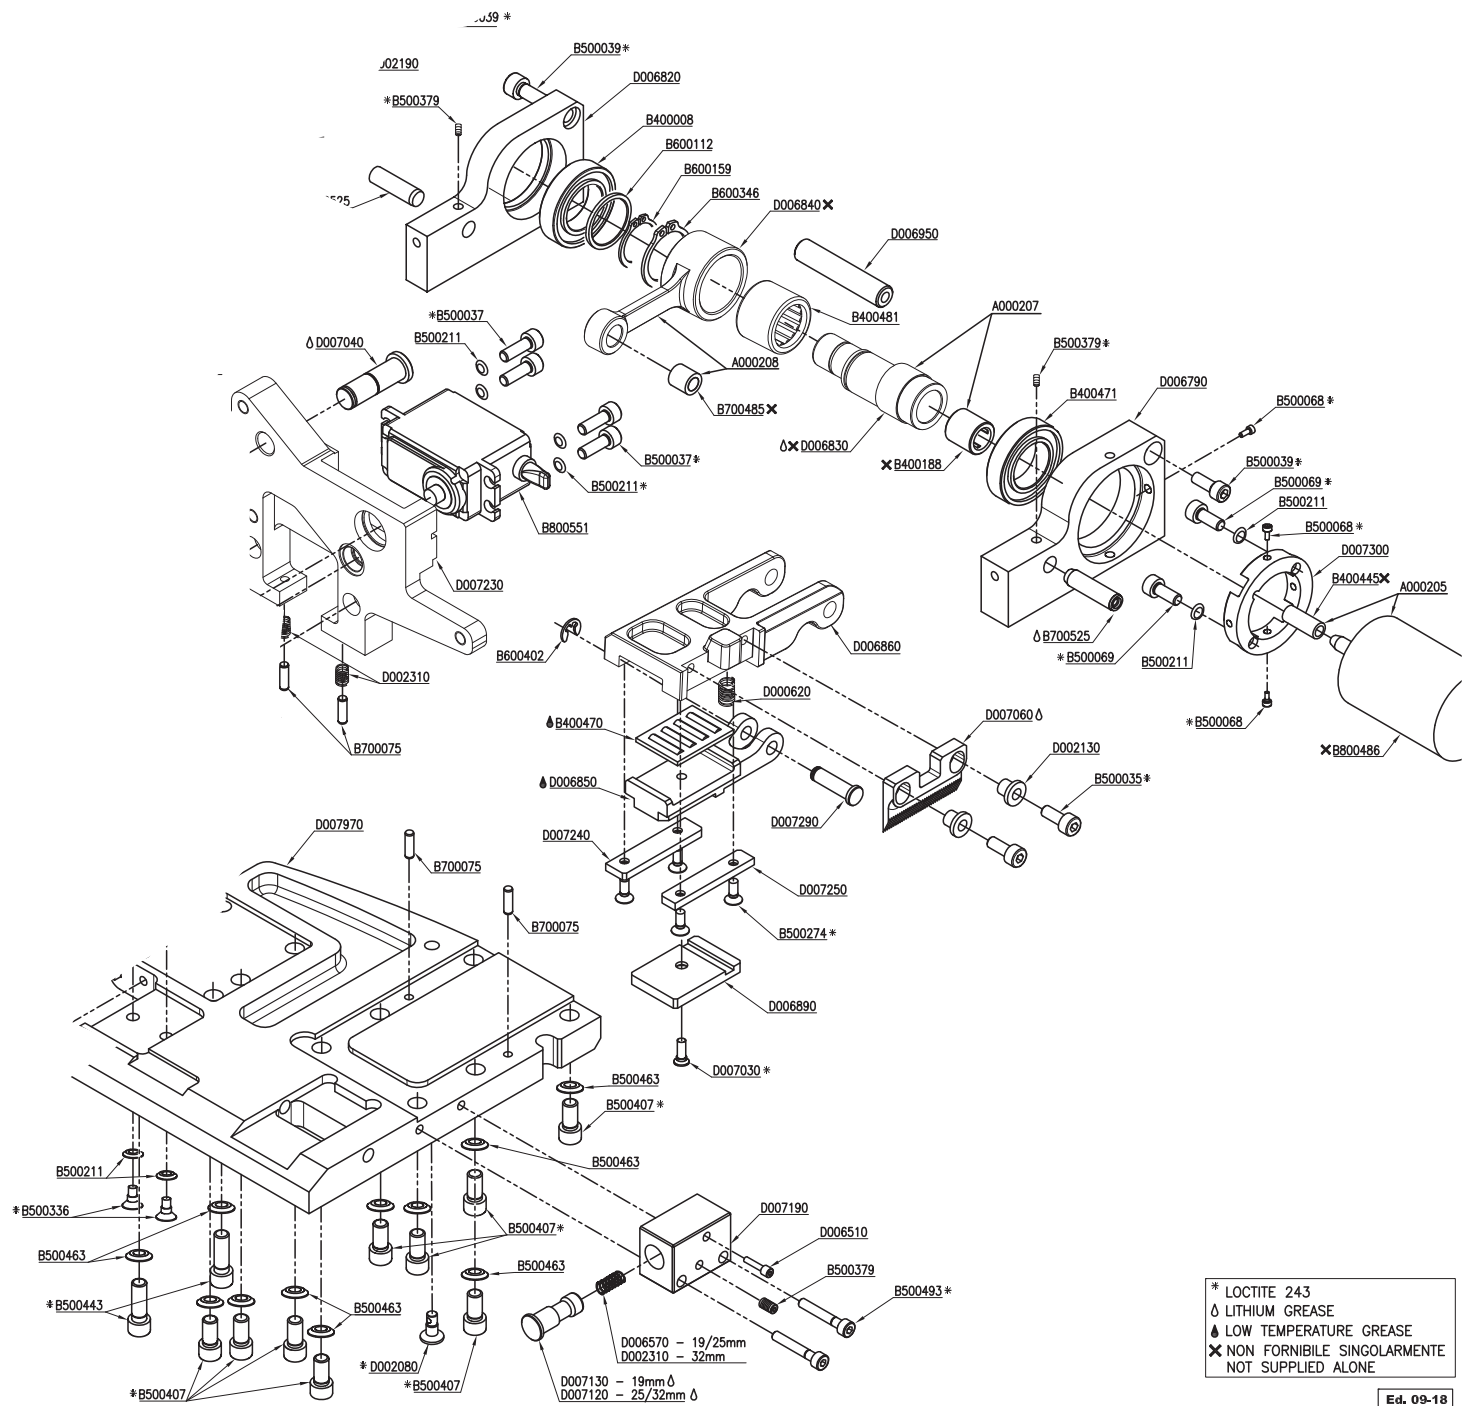 B500039*
D006820
*B500379
B400008
B600112
B600159
B600346
D006840✖
D006950
*B500037
B500211
D007040
B400481
A000207
A000208
B700485✖
B500379*
B400471
D006790
B500068*
D006830
✖B400188
B500037*
B500211*
B800551
B500039*
B500069*
B500211
B500068*
D007300
B400445✖
A000205
D007230
B700525
*B500069
B500211
B600402
D006860
D002310
D000620
B400470
D007060
*B500068
B700075
D002130
✖B800486
D006850
B500035*
D007290
D007970
D007240
B700075
D007250
B700075
B500274*
D006890
D007030*
B500463
B500407*
B500463
B500211
*B500336
D007190
B500407*
D006510
B500463
B500463
B500379
B500493*
*B500443
B500463
D006570 - 19/25mm
D002310 - 32mm
*D002080
*B500407
*B500407
D007130 - 19mm
D007120 - 25/32mm
* LOCTITE 243
LITHIUM GREASE
LOW TEMPERATURE GREASE
✖ NON FORNIBILE SINGOLARMENTE
NOT SUPPLIED ALONE
Ed. 09-18